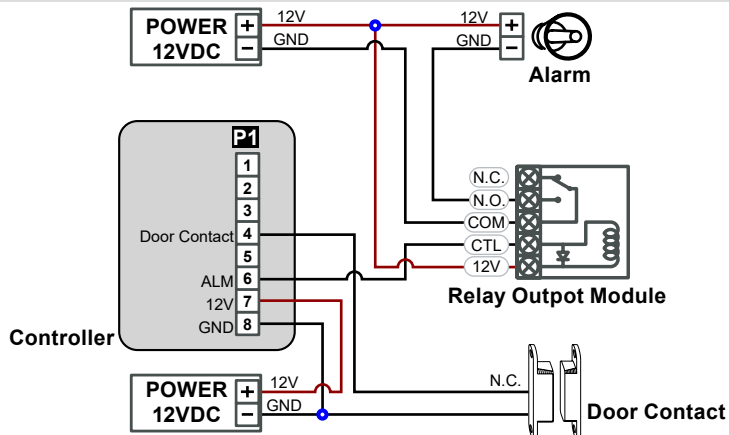 POWER
12VDC
+
−
12V
GND
12V
GND
+
−
Alarm
P1
1
2
3
Door Contact 4
5
ALM 6
12V 7
GND 8
Controller
N.C.
N.O.
COM
CTL
12V
Relay Outpot Module
POWER
12VDC
+
−
12V
GND
N.C.
Door Contact